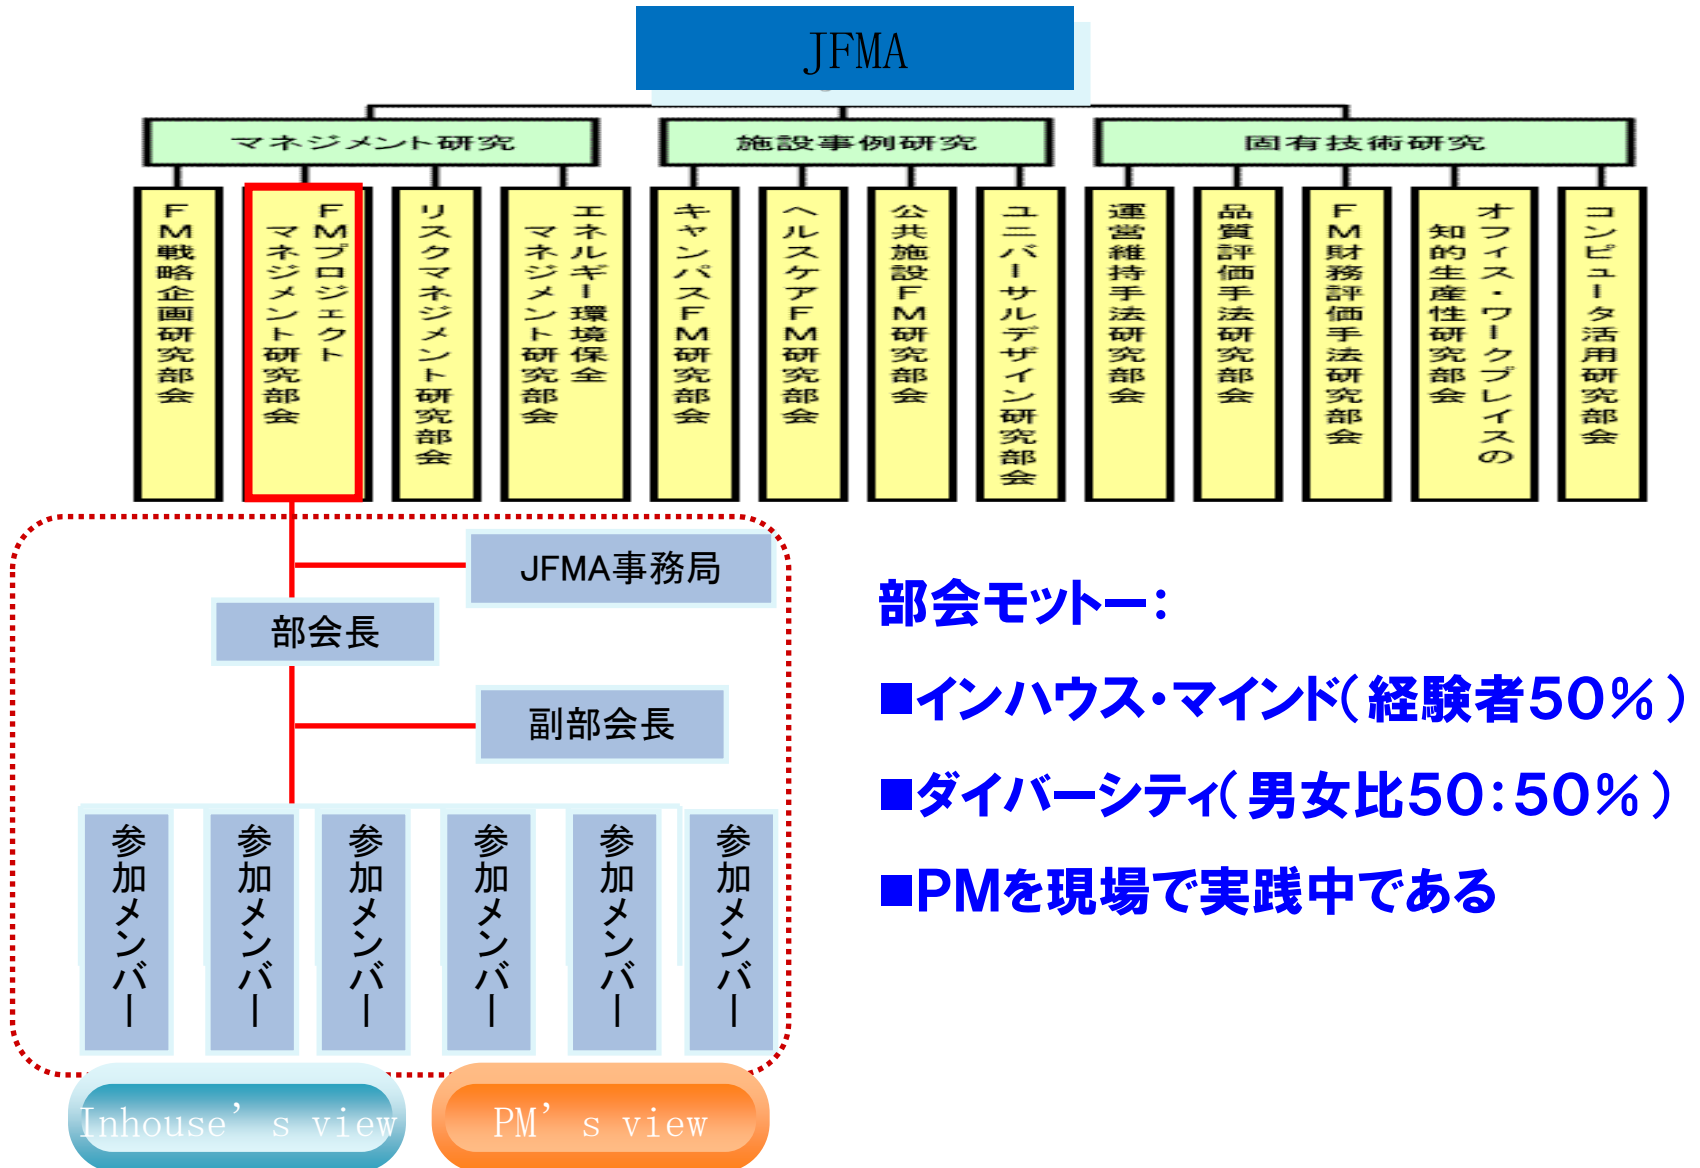 JFMA
マネジメント研究
施設事例研究
固有技術研究
FM戦略企画研究部会
FMプロジェクト
マネジメント研究部会
リスクマネジメント研究部会
エネルギー環境保全
マネジメント研究部会
キャンパスFM研究部会
ヘルスケアFM研究部会
公共施設FM研究部会
ユニバーサルデザイン研究部会
運営維持手法研究部会
品質評価手法研究部会
FM財務評価手法研究部会
オフィス・ワークプレイスの
知的生産性研究部会
コンピュータ活用研究部会
JFMA事務局
部会長
副部会長
参加メンバー
参加メンバー
参加メンバー
参加メンバー
参加メンバー
参加メンバー
Inhouse’s view
PM’s view
部会モットー：
■インハウス・マインド（経験者５０％）
■ダイバーシティ（男女比５０：５０％）
■PMを現場で実践中である